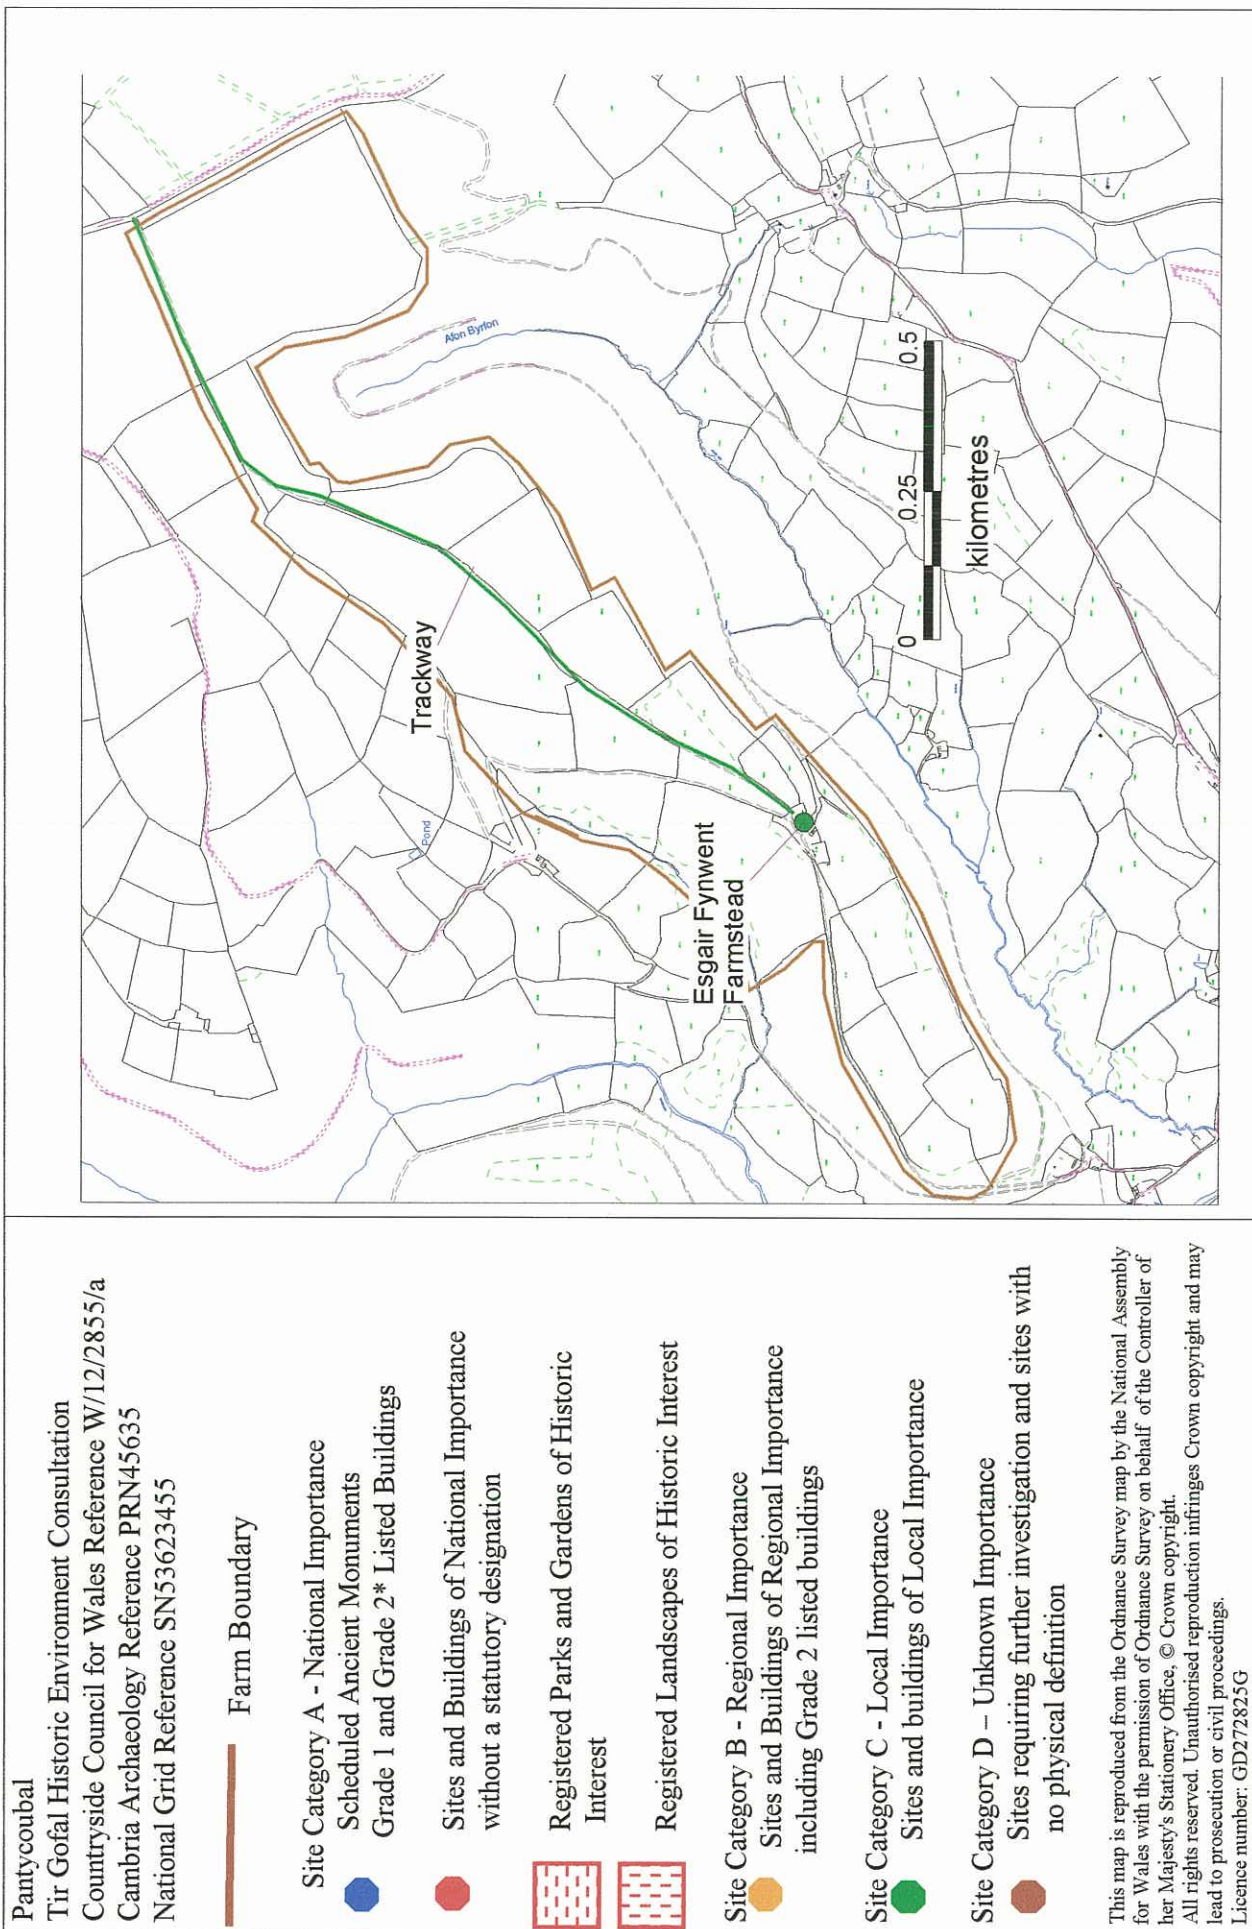 Pantycoubal
Tir Gofal Historic Environment Consultation
Countryside Council for Wales Reference W/12/2855/a
Cambria Archaeology Reference PRN45635
National Grid Reference SN53623455
Farm Boundary
Site Category A - National Importance
Scheduled Ancient Monuments
Grade 1 and Grade 2* Listed Buildings
Sites and Buildings of National Importance
without a statutory designation
Registered Parks and Gardens of Historic
Interest
Registered Landscapes of Historic Interest
Site Category B - Regional Importance
Sites and Buildings of Regional Importance
including Grade 2 listed buildings
Site Category C - Local Importance
Sites and buildings of Local Importance
Site Category D – Unknown Importance
Sites requiring further investigation and sites with
no physical definition
This map is reproduced from the Ordnance Survey map by the National Assembly
for Wales with the permission of Ordnance Survey on behalf of the Controller of
her Majesty's Stationery Office, © Crown copyright.
All rights reserved. Unauthorised reproduction infringes Crown copyright and may
lead to prosecution or civil proceedings.
Licence number: GD272825G
Pond
Trackway
Esgair Fynwent
Farmstead
Afon Byrfon
0 0.25 0.5
kilometres